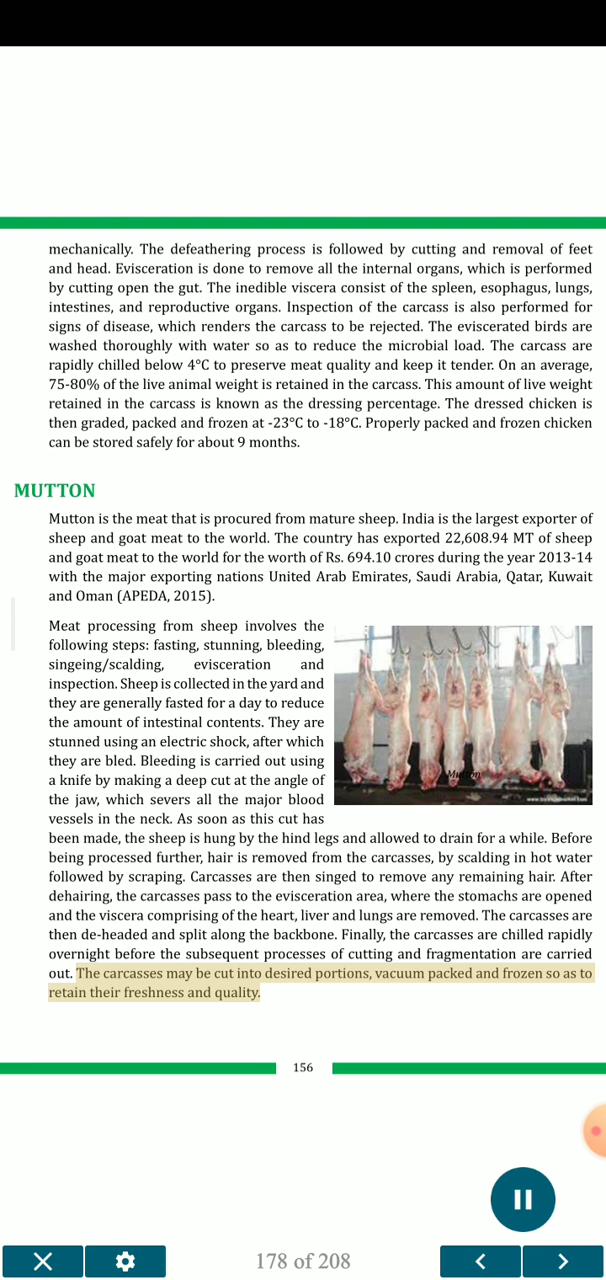 mechanically. The defeathering process is followed by cutting and removal of feet
and head. Evisceration is done to remove all the internal organs, which is performed
by cutting open the gut. The inedible viscera consist of the spleen, esophagus, lungs,
intestines, and reproductive organs. Inspection of the carcass is also performed for
signs of disease, which renders the carcass to be rejected. The eviscerated birds are
washed thoroughly with water so as to reduce the microbial load. The carcass are
rapidly chilled below 4°C to preserve meat quality and keep it tender. On an average,
75-80% of the live animal weight is retained in the carcass. This amount of live weight
retained in the carcass is known as the dressing percentage. The dressed chicken is
then graded, packed and frozen at -23°C to -18°C. Properly packed and frozen chicken
can be stored safely for about 9 months.
MUTTON
Mutton is the meat that is procured from mature sheep. India is the largest exporter of
sheep and goat meat to the world. The country has exported 22,608.94 MT of sheep
and goat meat to the world for the worth of Rs. 694.10 crores during the year 2013-14
with the major exporting nations United Arab Emirates, Saudi Arabia, Qatar, Kuwait
and Oman (APEDA, 2015).
Meat processing from sheep involves the
following steps: fasting, stunning, bleeding,
singeing/scalding, evisceration and
inspection. Sheep is collected in the yard and
they are generally fasted for a day to reduce
the amount of intestinal contents. They are
stunned using an electric shock, after which
they are bled. Bleeding is carried out using
a knife by making a deep cut at the angle of
the jaw, which severs all the major blood
vessels in the neck. As soon as this cut has
Mutton
been made, the sheep is hung by the hind legs and allowed to drain for a while. Before
being processed further, hair is removed from the carcasses, by scalding in hot water
followed by scraping. Carcasses are then singed to remove any remaining hair. After
dehairing, the carcasses pass to the evisceration area, where the stomachs are opened
and the viscera comprising of the heart, liver and lungs are removed. The carcasses are
then de-headed and split along the backbone. Finally, the carcasses are chilled rapidly
overnight before the subsequent processes of cutting and fragmentation are carried
out. The carcasses may be cut into desired portions, vacuum packed and frozen so as to
retain their freshness and quality.
156
178 of 208